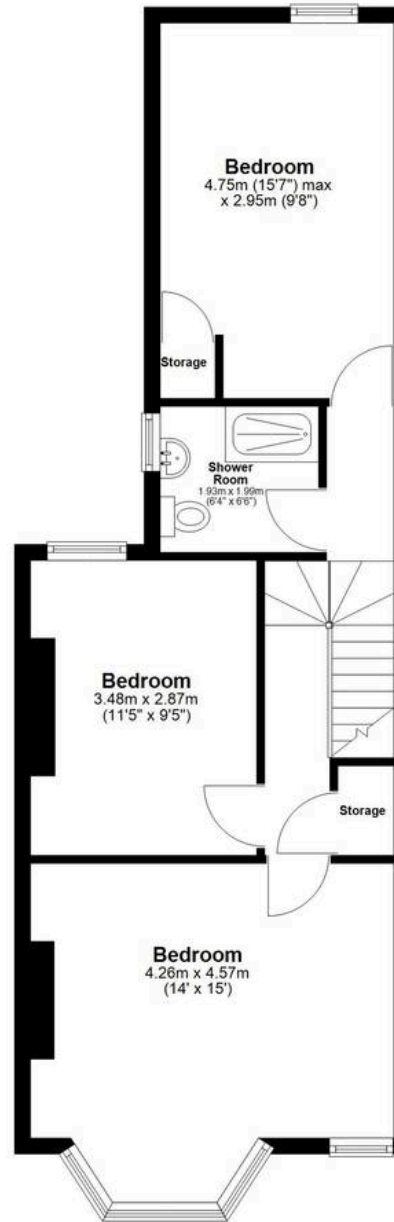 Bedroom
4.75m (15'7") max
x 2.95m (9'8")
Storage
Shower
Room
1.93m x 1.99m
(6'4" x 6'6")
Bedroom
3.48m x 2.87m
(11'5" x 9'5")
Storage
Bedroom
4.26m x 4.57m
(14' x 15')